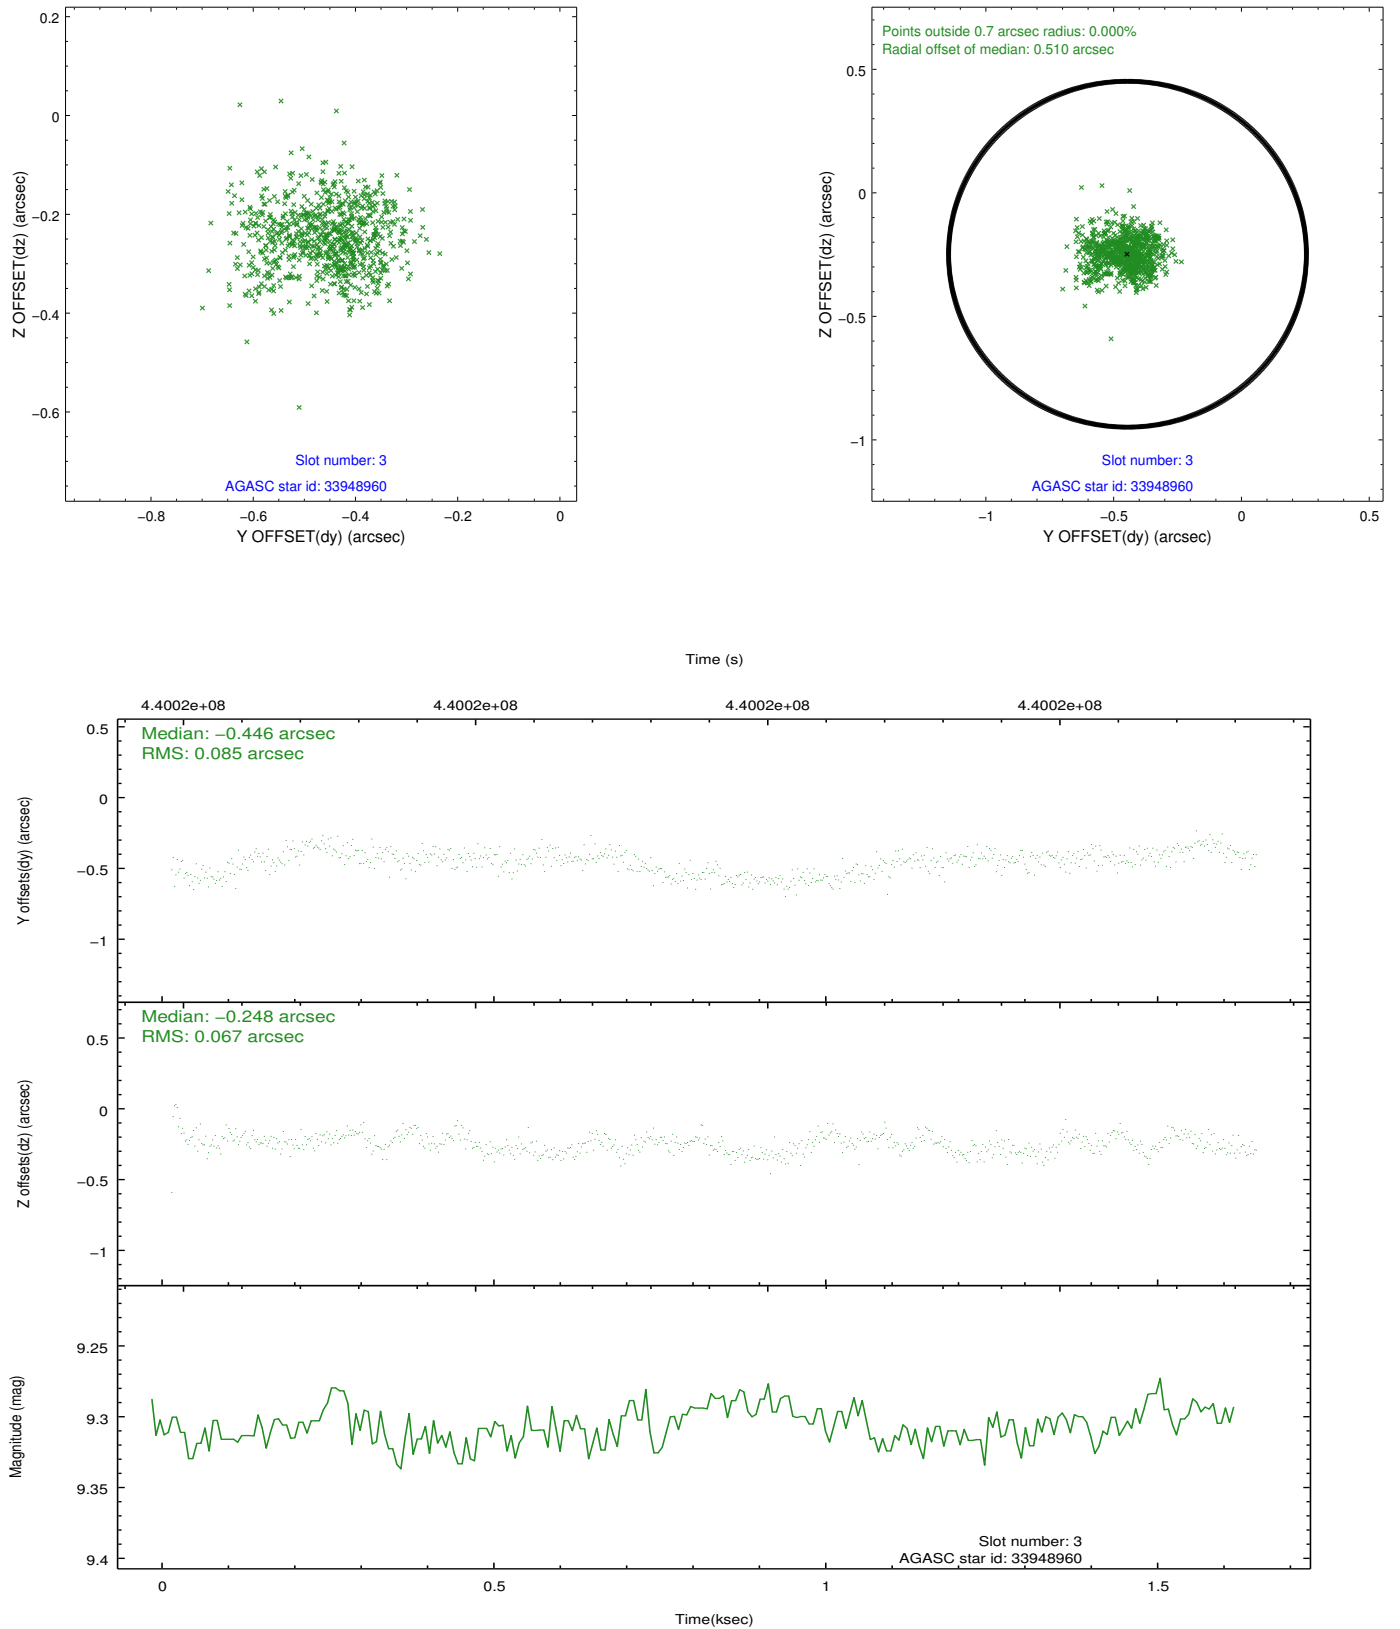 0.2
0
−0.2
−0.4
−0.6
Z OFFSET(dz) (arcsec)
Slot number: 3
AGASC star id: 33948960
−0.8
−0.6
−0.4
−0.2
0
Y OFFSET(dy) (arcsec)
Points outside 0.7 arcsec radius: 0.000%
Radial offset of median: 0.510 arcsec
0.5
0
−0.5
−1
Z OFFSET(dz) (arcsec)
Slot number: 3
AGASC star id: 33948960
−1
−0.5
0
0.5
Y OFFSET(dy) (arcsec)
Time (s)
4.4002e+08
4.4002e+08
4.4002e+08
4.4002e+08
Median: −0.446 arcsec
RMS: 0.085 arcsec
0.5
0
−0.5
−1
Y offsets(dy) (arcsec)
Median: −0.248 arcsec
RMS: 0.067 arcsec
0.5
0
−0.5
−1
Z offsets(dz) (arcsec)
9.25
9.3
9.35
9.4
Magnitude (mag)
Slot number: 3
AGASC star id: 33948960
0
0.5
1
1.5
Time(ksec)